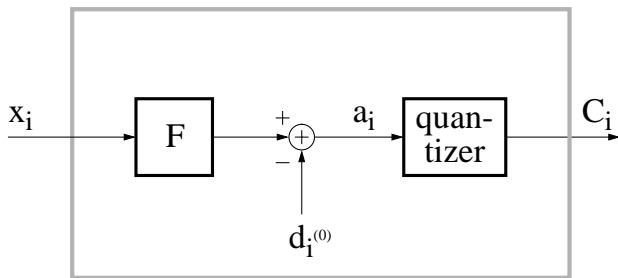 x_i
F
+
+
−
a_i
quan-
tizer
C_i
d_i^(0)